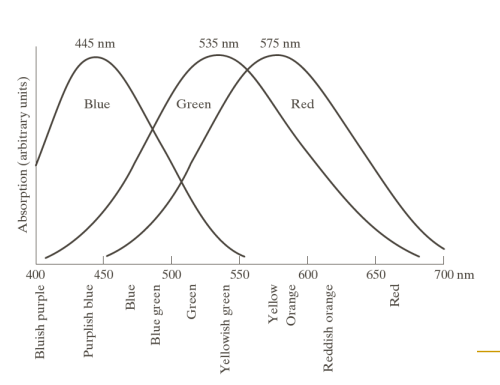 445 nm 535 nm 575 nm
Blue Green Red
Absorption (arbitrary units)
400 450 500 550 600 650 700 nm
Bluish purple
Purplish blue
Blue
Blue green
Green
Yellowish green
Yellow
Orange
Reddish orange
Red